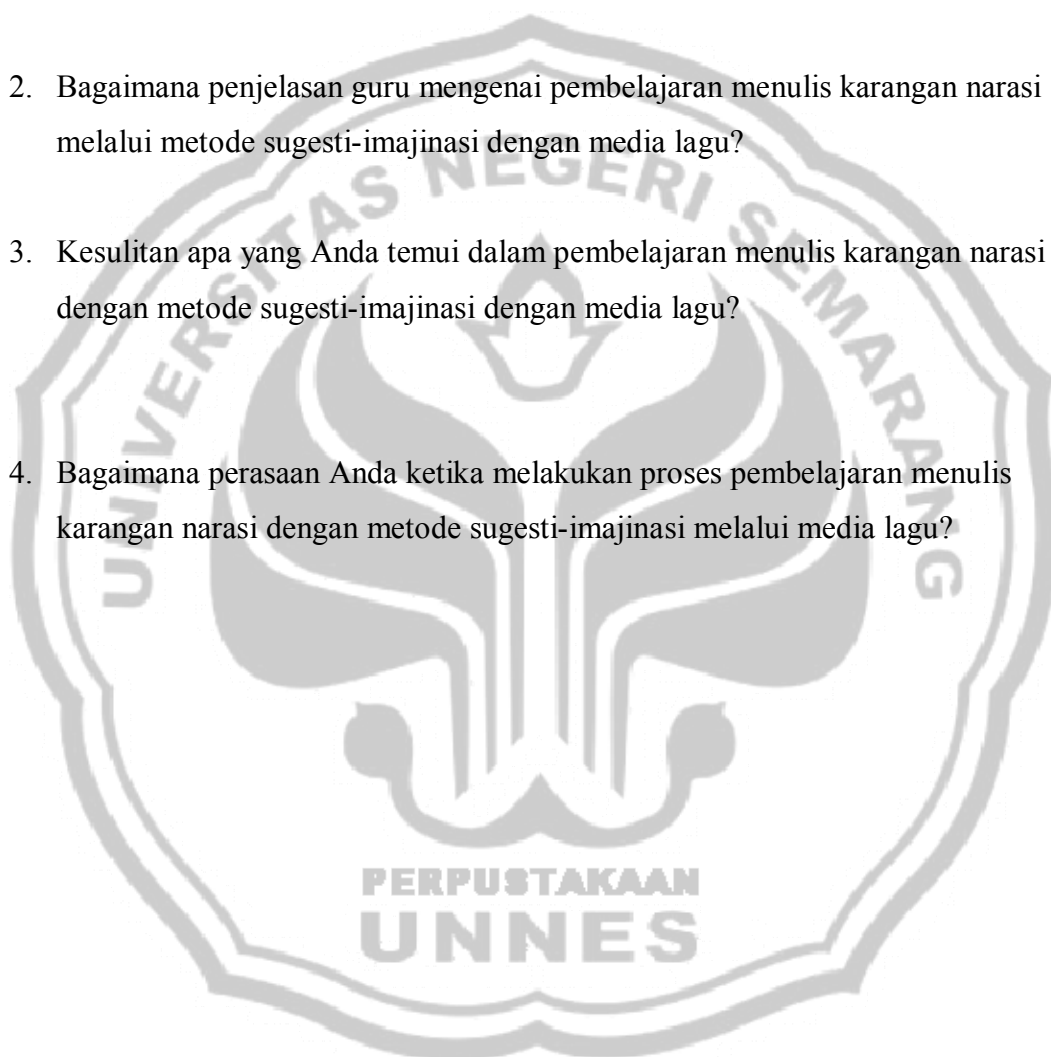 2. Bagaimana penjelasan guru mengenai pembelajaran menulis karangan narasi
melalui metode sugesti-imajinasi dengan media lagu?
3. Kesulitan apa yang Anda temui dalam pembelajaran menulis karangan narasi
dengan metode sugesti-imajinasi dengan media lagu?
4. Bagaimana perasaan Anda ketika melakukan proses pembelajaran menulis
karangan narasi dengan metode sugesti-imajinasi melalui media lagu?
UNIVERSITAS NEGERI SEMARANG
PERPUSTAKAAN
UNNES